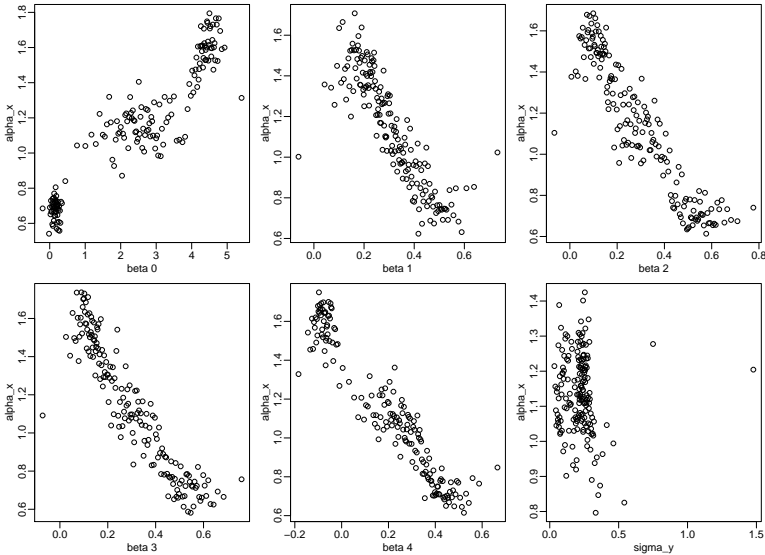 alpha_x
0.6 0.8 1.0 1.2 1.4 1.6 1.8
0 1 2 3 4 5
beta 0
alpha_x
0.6 0.8 1.0 1.2 1.4 1.6
0.0 0.2 0.4 0.6
beta 1
alpha_x
0.6 0.8 1.0 1.2 1.4 1.6
0.0 0.2 0.4 0.6 0.8
beta 2
alpha_x
0.6 0.8 1.0 1.2 1.4 1.6
0.0 0.2 0.4 0.6
beta 3
alpha_x
0.6 0.8 1.0 1.2 1.4 1.6
−0.2 0.0 0.2 0.4 0.6
beta 4
alpha_x
0.8 0.9 1.0 1.1 1.2 1.3 1.4
0.0 0.5 1.0 1.5
sigma_y